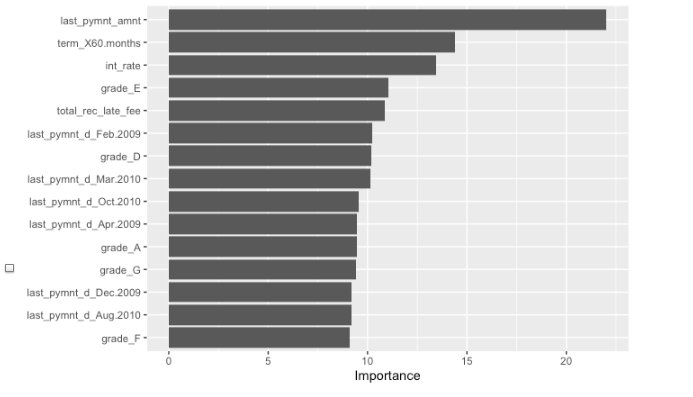 last_pymnt_amnt
term_X60.months
int_rate
grade_E
total_rec_late_fee
last_pymnt_d_Feb.2009
grade_D
last_pymnt_d_Mar.2010
last_pymnt_d_Oct.2010
last_pymnt_d_Apr.2009
grade_A
grade_G
last_pymnt_d_Dec.2009
last_pymnt_d_Aug.2010
grade_F
0 5 10 15 20
Importance